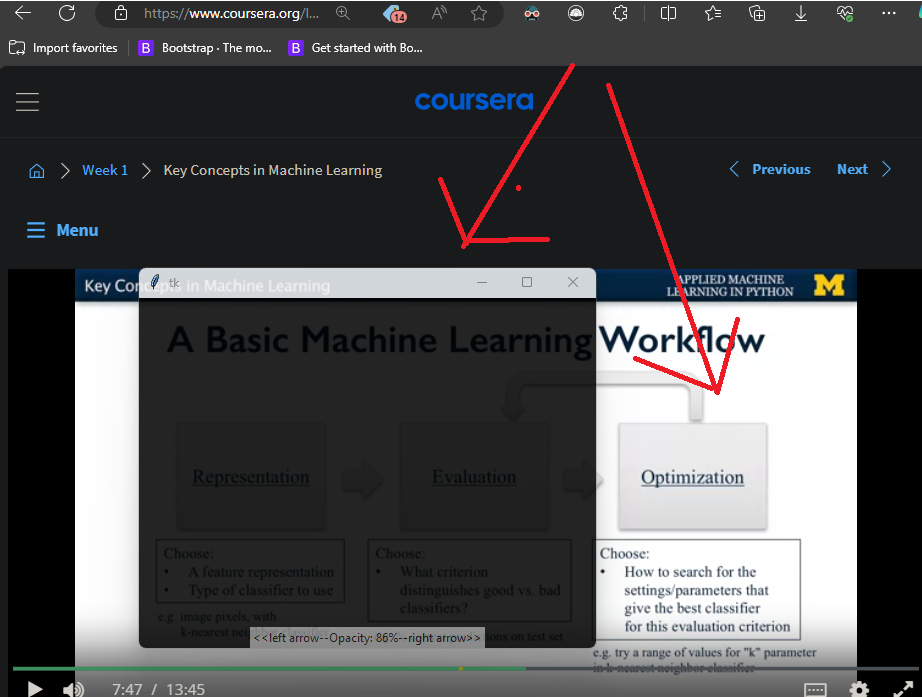 https://www.coursera.org/l...
14
A
Import favorites
B Bootstrap · The mo...
B Get started with Bo...
coursera
Week 1 Key Concepts in Machine Learning
Previous Next
Menu
tk
Key Concepts in Machine Learning
APPLIED MACHINE
LEARNING IN PYTHON
M
A Basic Machine Learning Workflow
Representation
Evaluation
Optimization
Choose:
• A feature representation
• Type of classifier to use
e.g. image pixels, with
Choose:
• What criterion
distinguishes good vs. bad
classifiers?
on test set
Choose:
• How to search for the
settings/parameters that
give the best classifier
for this evaluation criterion
e.g. try a range of values for "k" parameter
in k-nearest neighbor classifier
<<left arrow--Opacity: 86%--right arrow>>
7:47 / 13:45